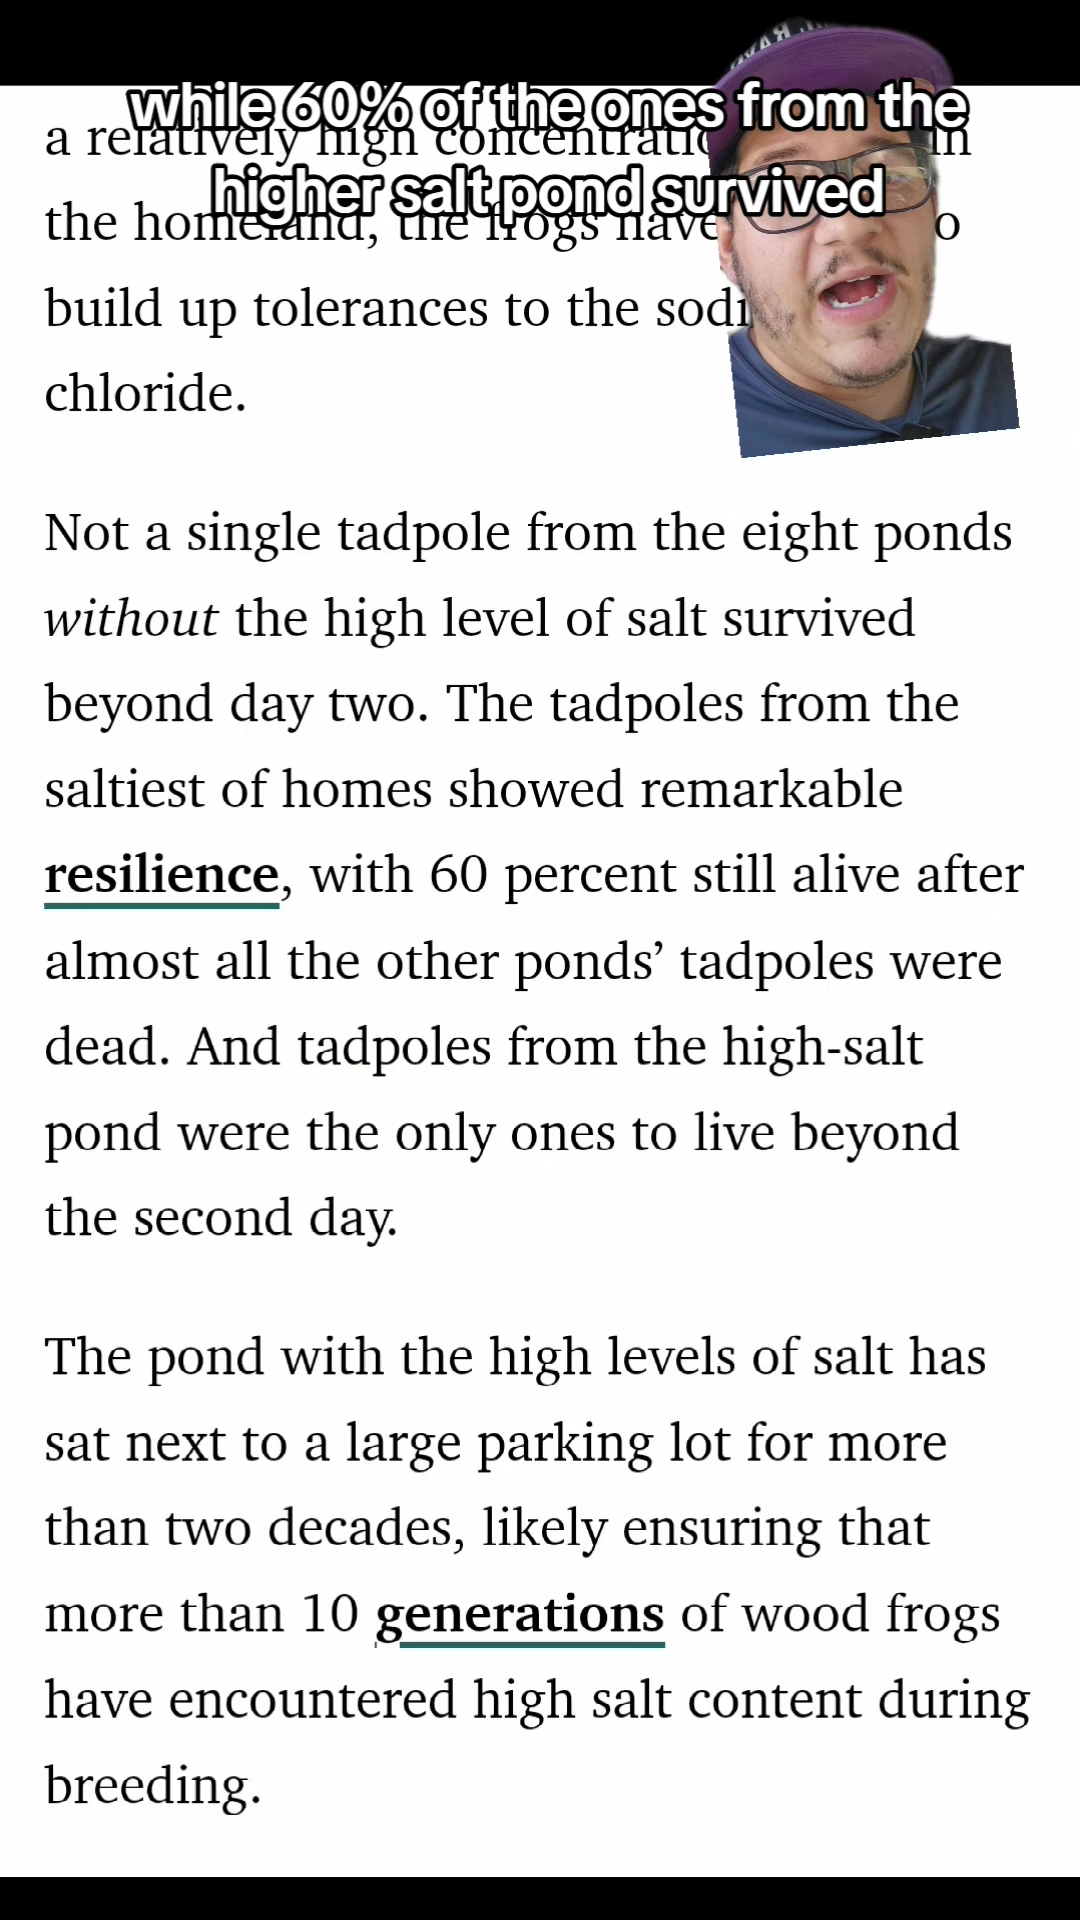 while 60% of the ones from the
higher salt pond survived
a relatively high concentratio in
the homeland, the frogs have o
build up tolerances to the sodi
chloride.
Not a single tadpole from the eight ponds
without the high level of salt survived
beyond day two. The tadpoles from the
saltiest of homes showed remarkable
resilience, with 60 percent still alive after
almost all the other ponds’ tadpoles were
dead. And tadpoles from the high-salt
pond were the only ones to live beyond
the second day.
The pond with the high levels of salt has
sat next to a large parking lot for more
than two decades, likely ensuring that
more than 10 generations of wood frogs
have encountered high salt content during
breeding.